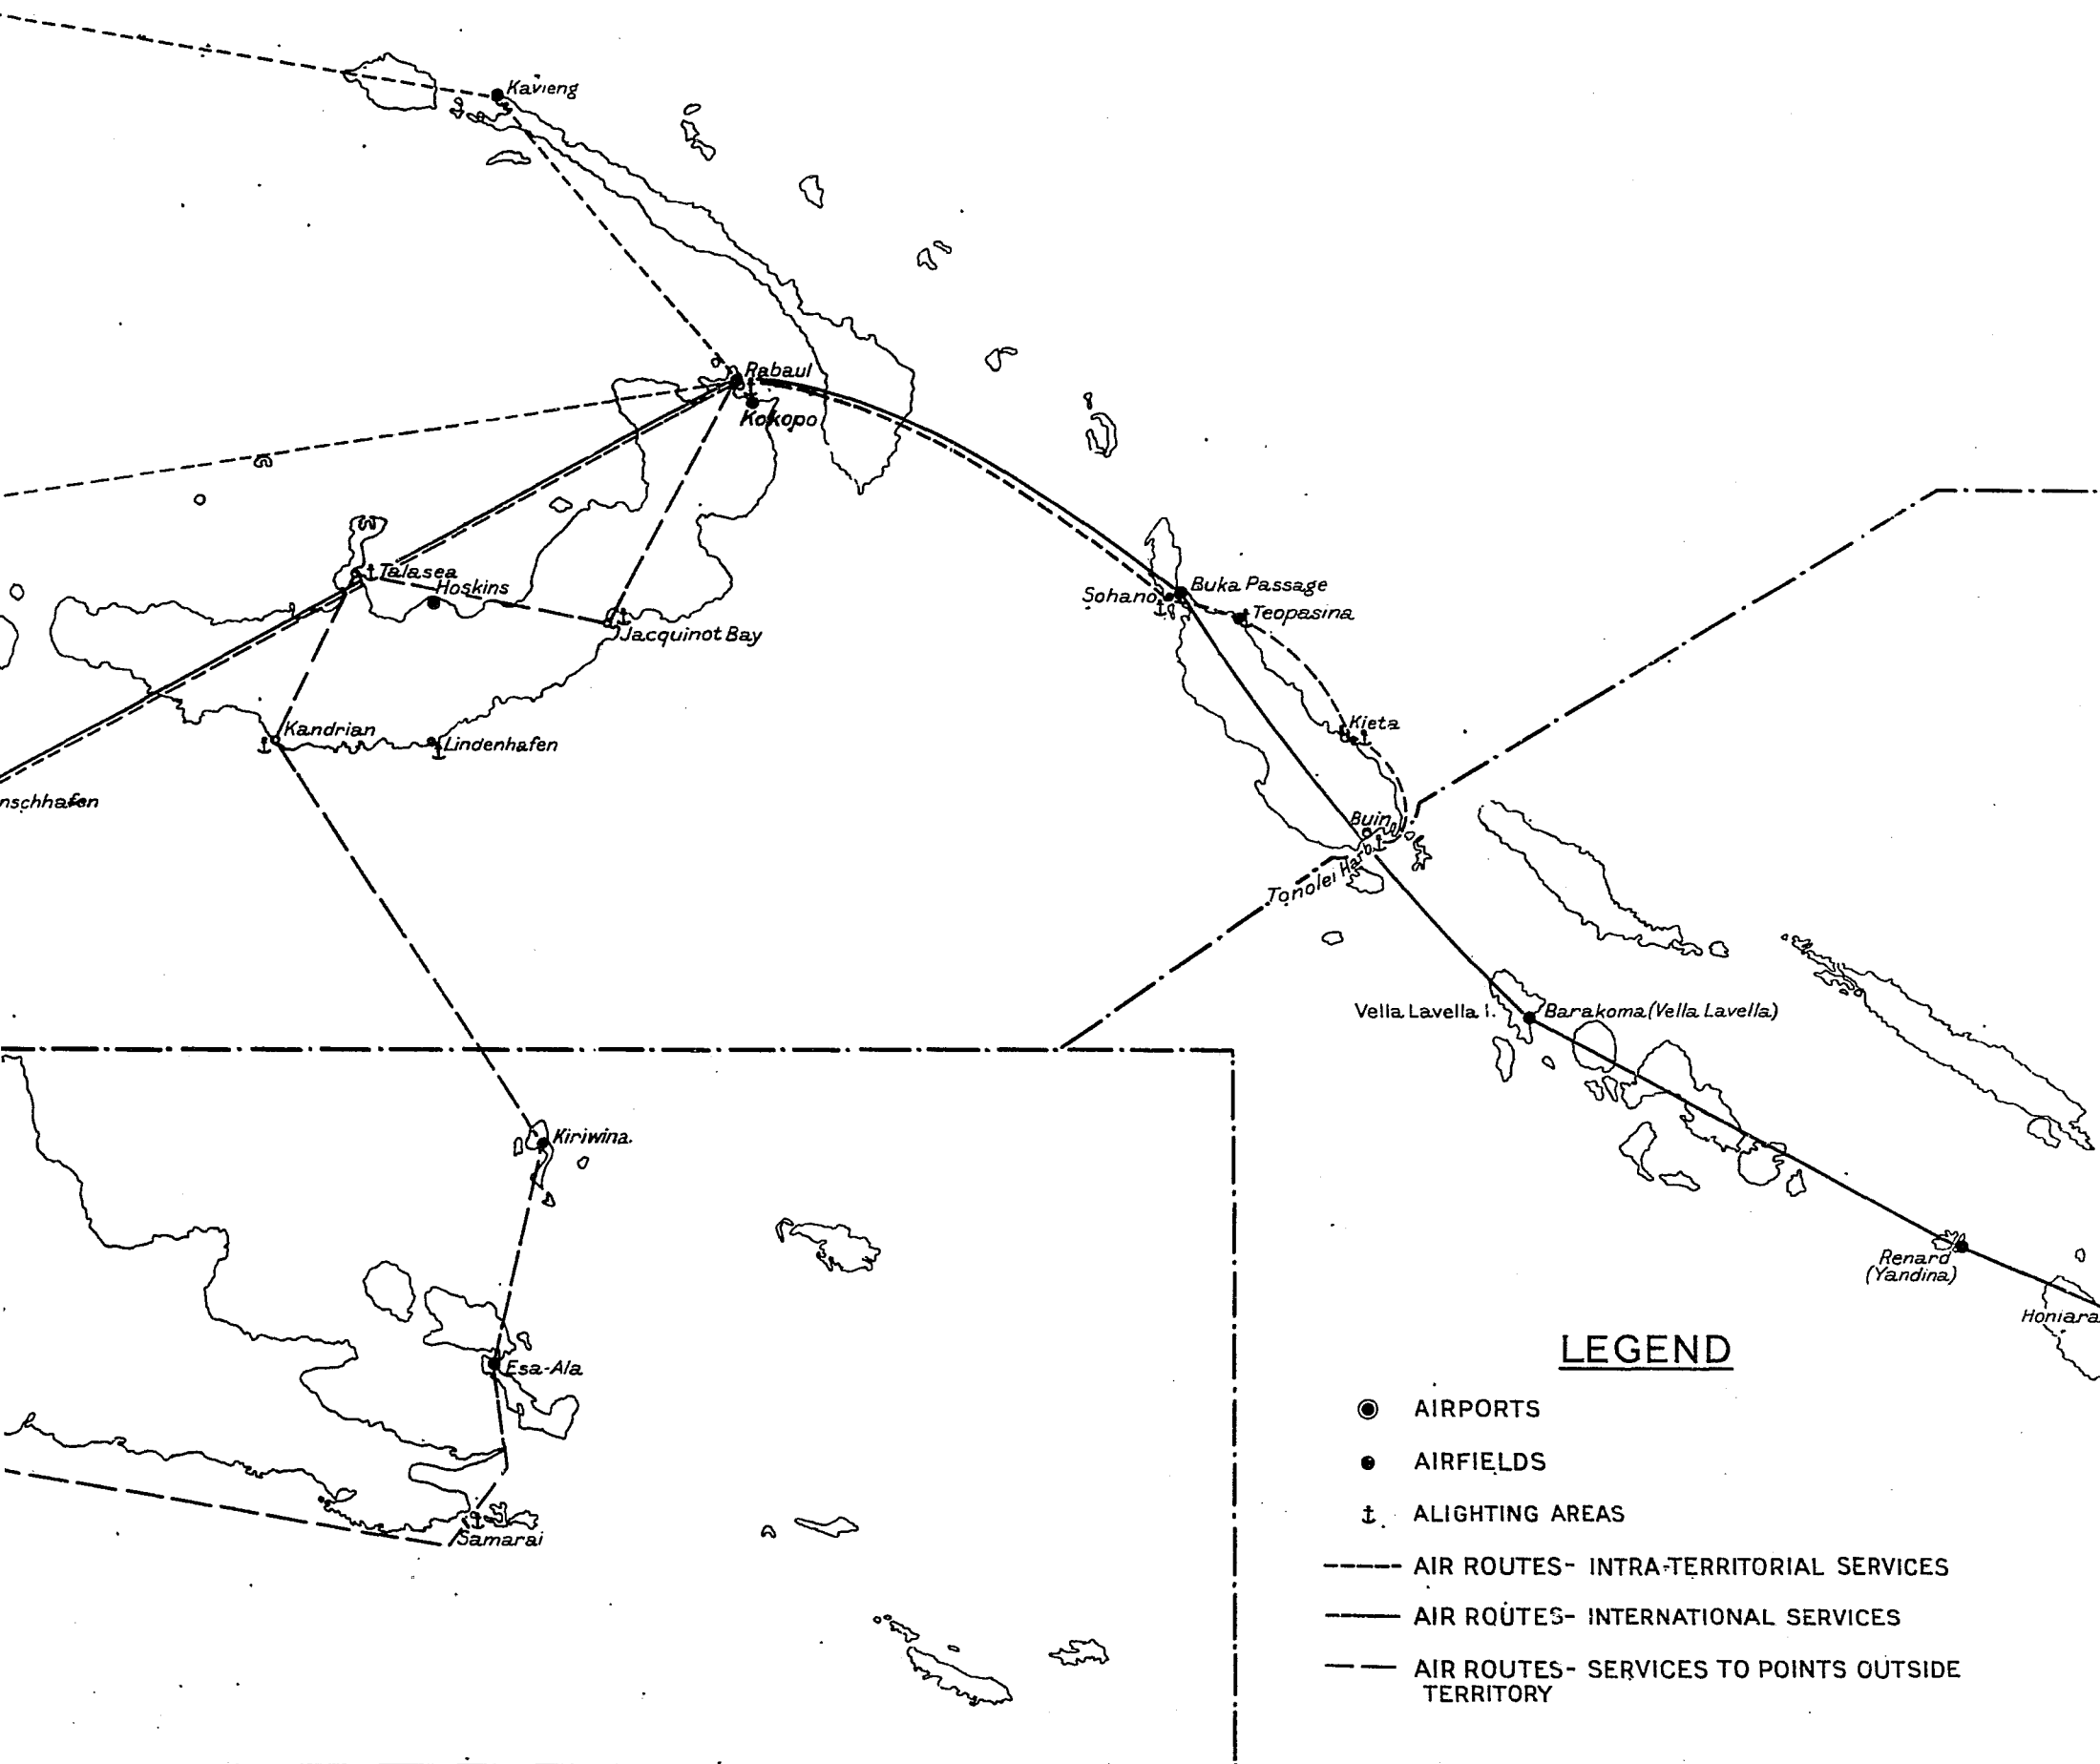 Kavieng
Rabaul
Kokopo
Talasea
Hoskins
Jacquinot Bay
Buka Passage
Sohano
Teopasina
Kandrian
Lindenhafen
Kieta
nschhafen
Buin
Tonolei Harb.
Vella Lavella I.
Barakoma (Vella Lavella)
Kiriwina.
Renard
(Yandina)
Honiara
Esa-Ala
Samarai
LEGEND
AIRPORTS
AIRFIELDS
ALIGHTING AREAS
AIR ROUTES- INTRA-TERRITORIAL SERVICES
AIR ROUTES- INTERNATIONAL SERVICES
AIR ROUTES- SERVICES TO POINTS OUTSIDE
TERRITORY